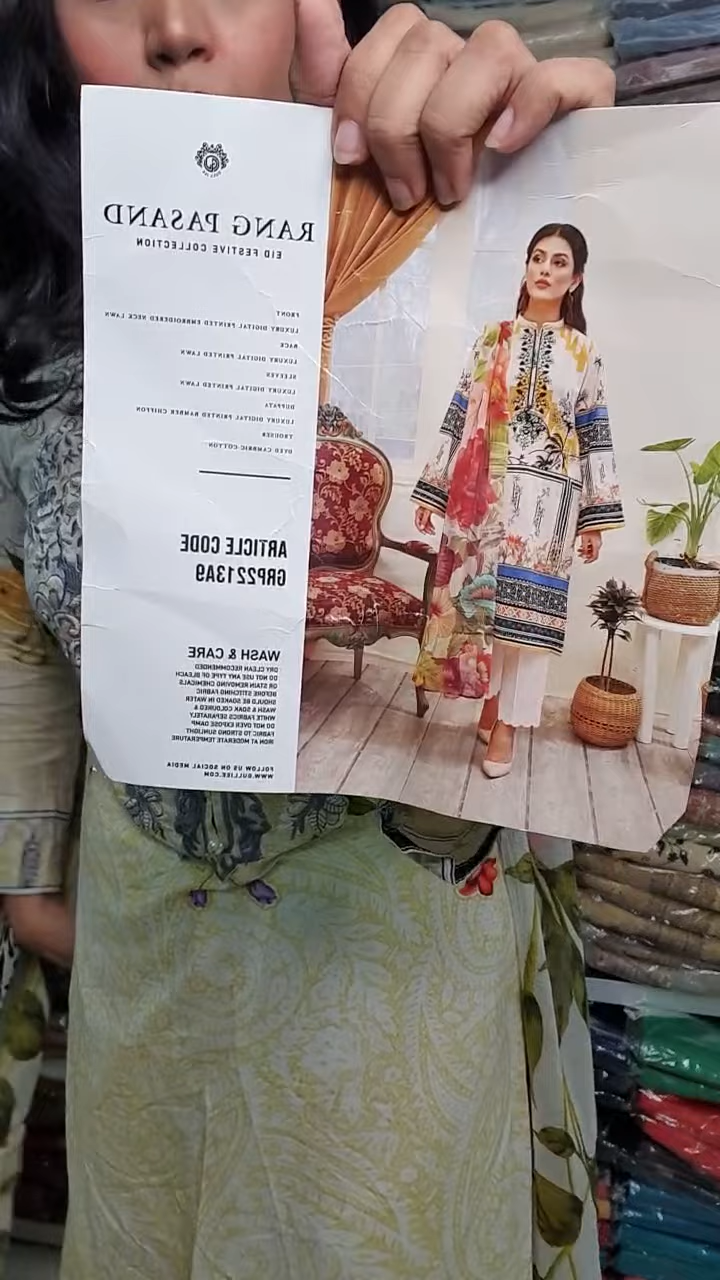 RANG PASAND
EID FESTIVE COLLECTION
FRONT
LUXURY DIGITAL PRINTED EMBROIDERED NECK LAWN
BACK
LUXURY DIGITAL PRINTED LAWN
SLEEVES
LUXURY DIGITAL PRINTED LAWN
DUPPATA
LUXURY DIGITAL PRINTED BAMBER CHIFFON
TROUSER
DYED CAMBRIC COTTON
ARTICLE CODE
GRP2213A9
WASH & CARE
DRY CLEAN RECOMMENDED
DO NOT USE ANY TYPE OF BLEACH
OR STAIN REMOVING CHEMICALS
BEFORE STITCHING FABRIC
SHOULD BE SOAKED IN WATER
WASH & SOAK COLOURED &
WHITE FABRICS SEPARATELY
DO NOT OVER EXPOSE DAMP
FABRIC TO STRONG SUNLIGHT
IRON AT MODERATE TEMPERATURE
FOLLOW US ON SOCIAL MEDIA
WWW.GULLJEE.COM